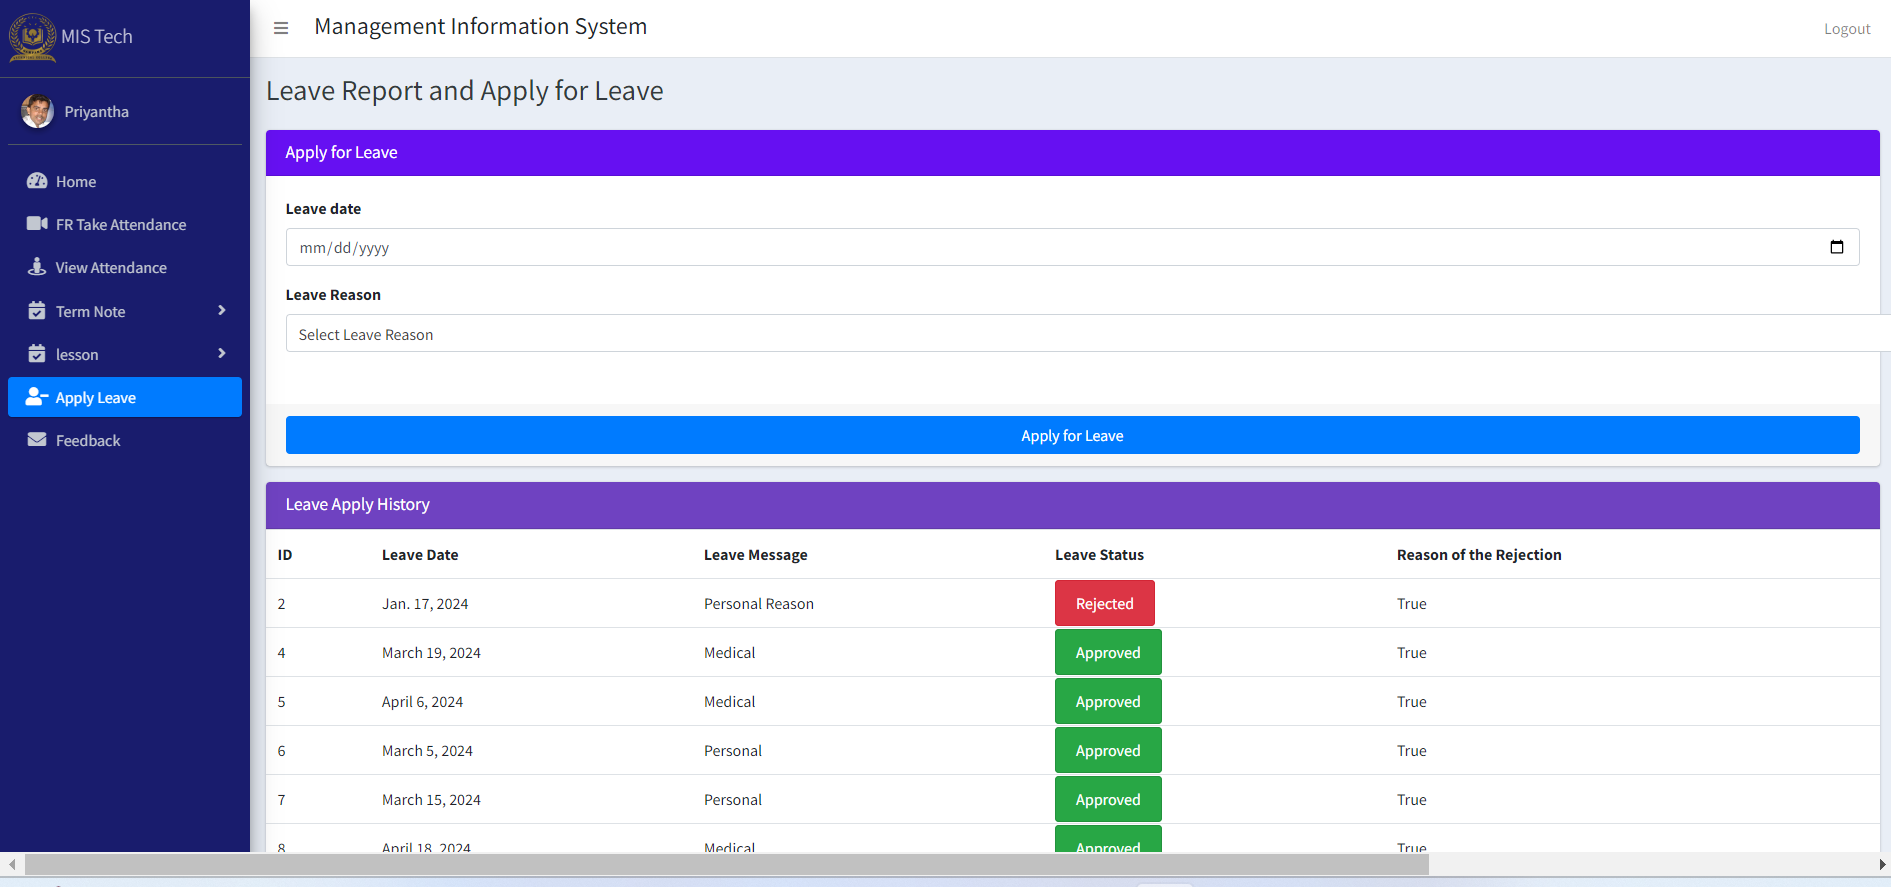 MIS Tech
Management Information System
Logout
Priyantha
Home
FR Take Attendance
View Attendance
Term Note
lesson
Apply Leave
Feedback
Leave Report and Apply for Leave
Apply for Leave
Leave date
mm/dd/yyyy
Leave Reason
Select Leave Reason
Apply for Leave
Leave Apply History
ID Leave Date Leave Message Leave Status Reason of the Rejection
2 Jan. 17, 2024 Personal Reason Rejected True
4 March 19, 2024 Medical Approved True
5 April 6, 2024 Medical Approved True
6 March 5, 2024 Personal Approved True
7 March 15, 2024 Personal Approved True
8 April 18, 2024 Medical Approved True